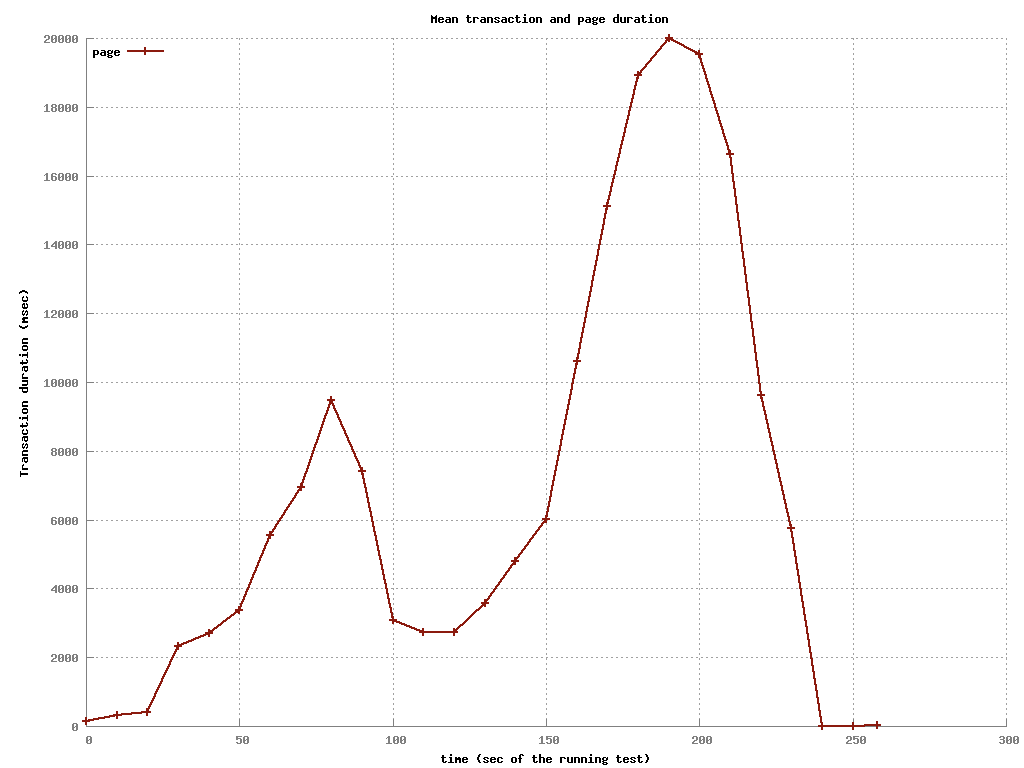 Mean transaction and page duration
page
20000
18000
16000
14000
12000
10000
8000
6000
4000
2000
0
Transaction duration (msec)
0 50 100 150 200 250 300
time (sec of the running test)